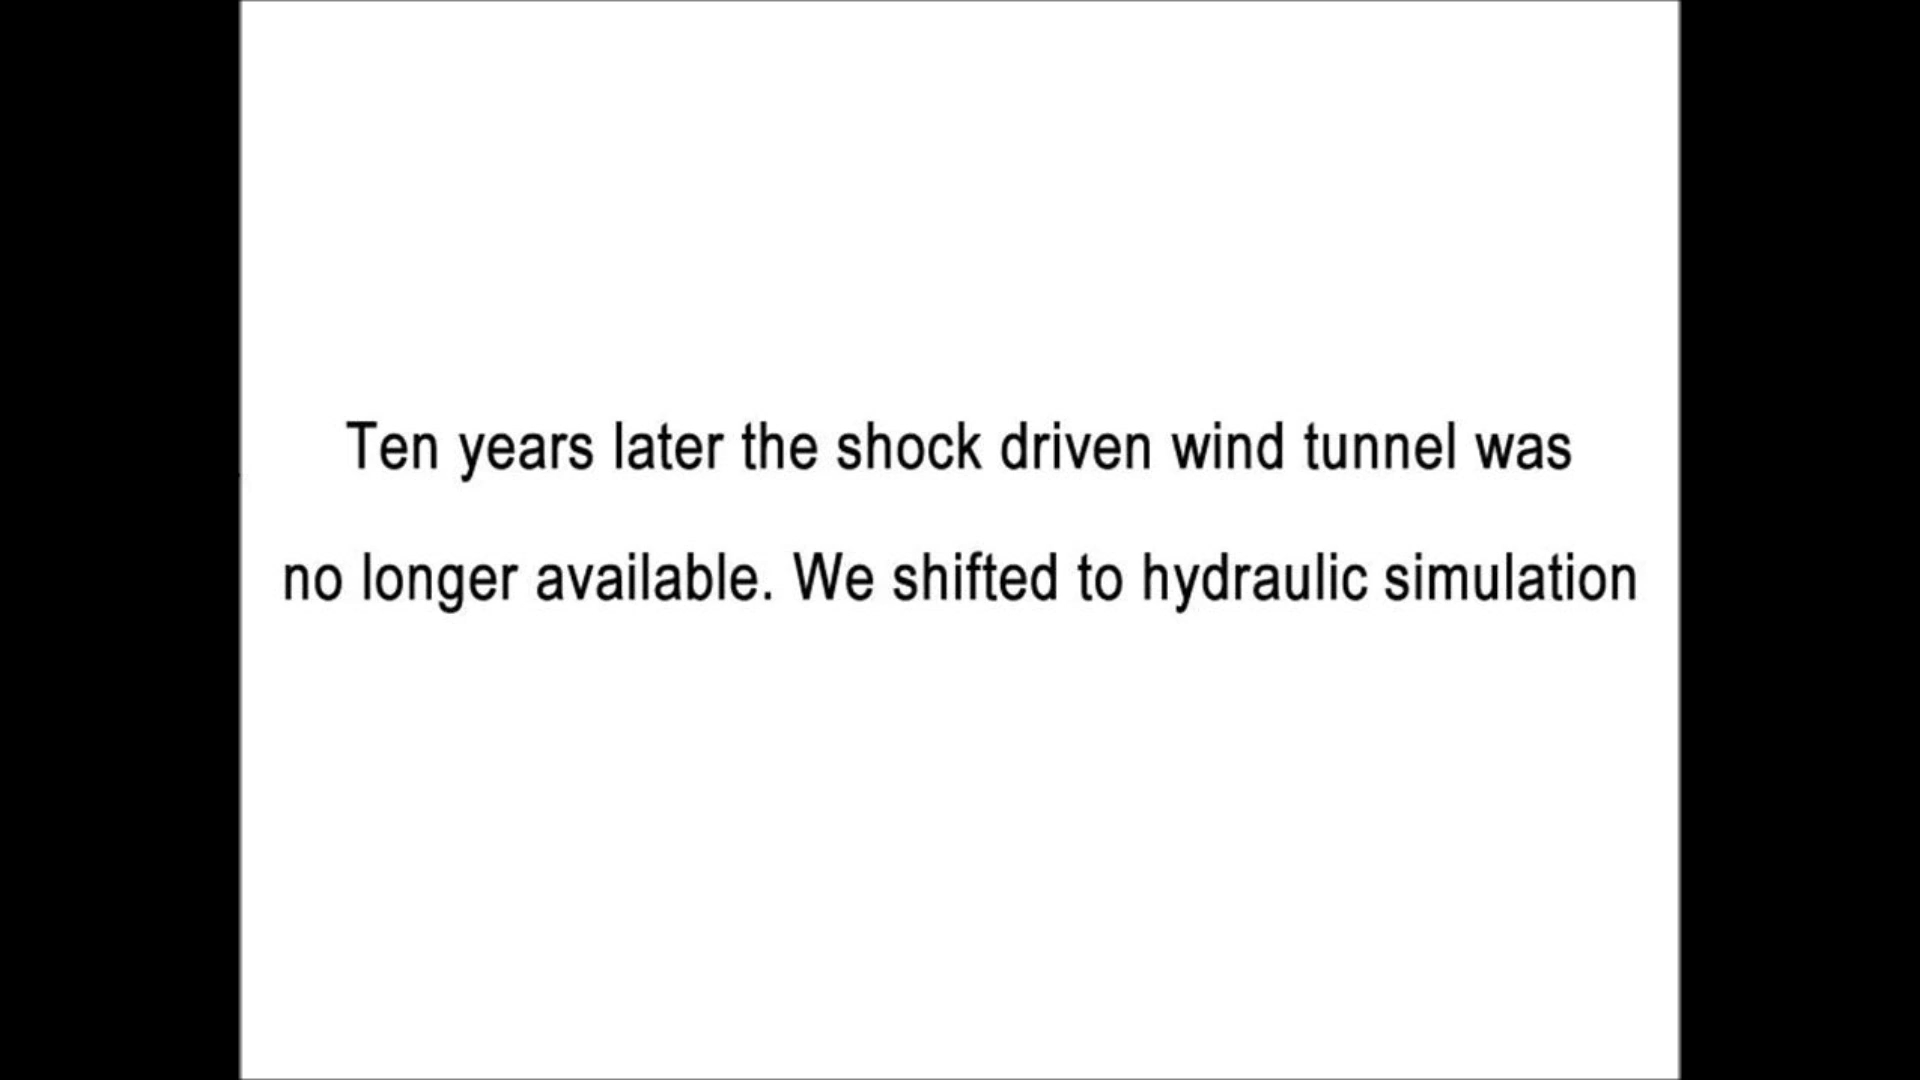 Ten years later the shock driven wind tunnel was
no longer available. We shifted to hydraulic simulation